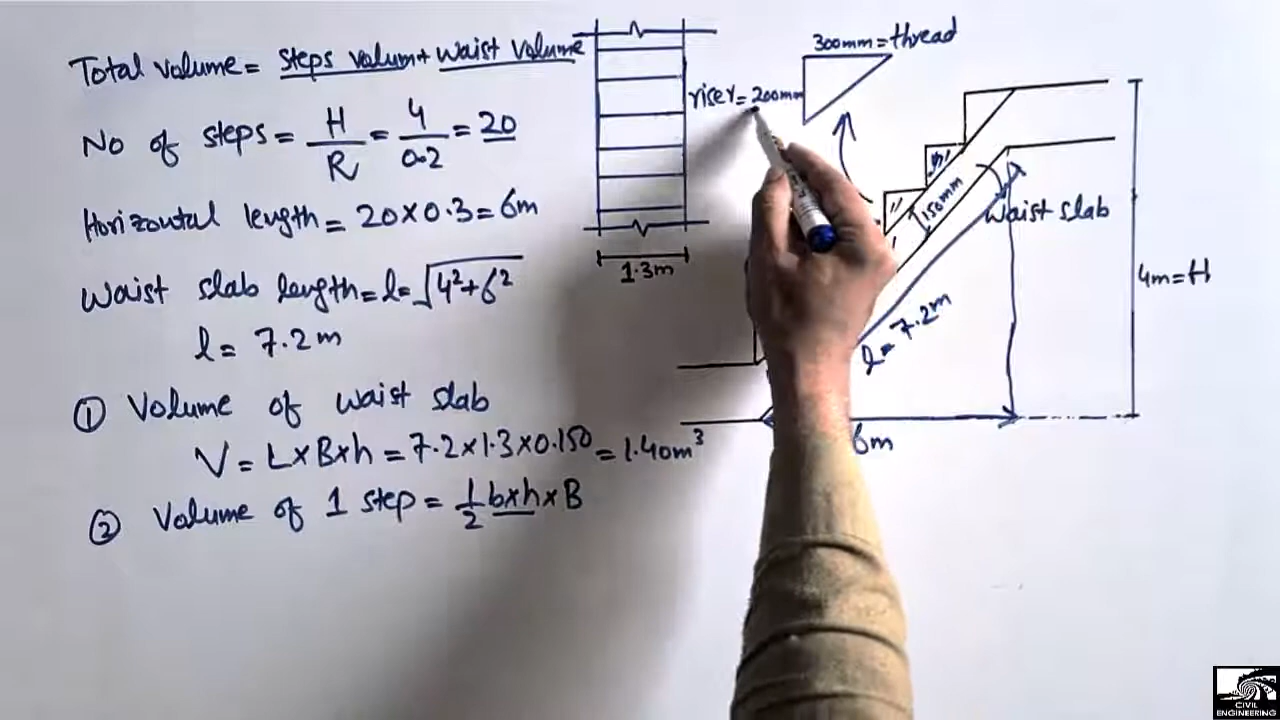 Total volume= Steps volum+ Waist Volume
No of steps = H/R = 4/0.2 = 20
Horizontal length= 20×0.3=6m
Waist slab length=l=√4²+6²
l= 7.2m
① Volume of waist slab
V= L×B×h =7.2×1.3×0.150 =1.40m³
② Volume of 1 step= 1/2 b×h×B
1.3m
300mm=thread
riser=200mm
150mm
Waist slab
l= 7.2m
4m=H
6m
CIVIL
ENGINEERING